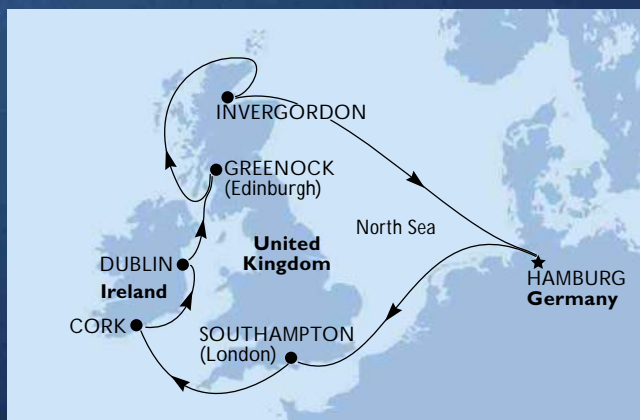 INVERGORDON
GREENOCK
(Edinburgh)
North Sea
United
Kingdom
DUBLIN
Ireland
HAMBURG
Germany
CORK
SOUTHAMPTON
(London)